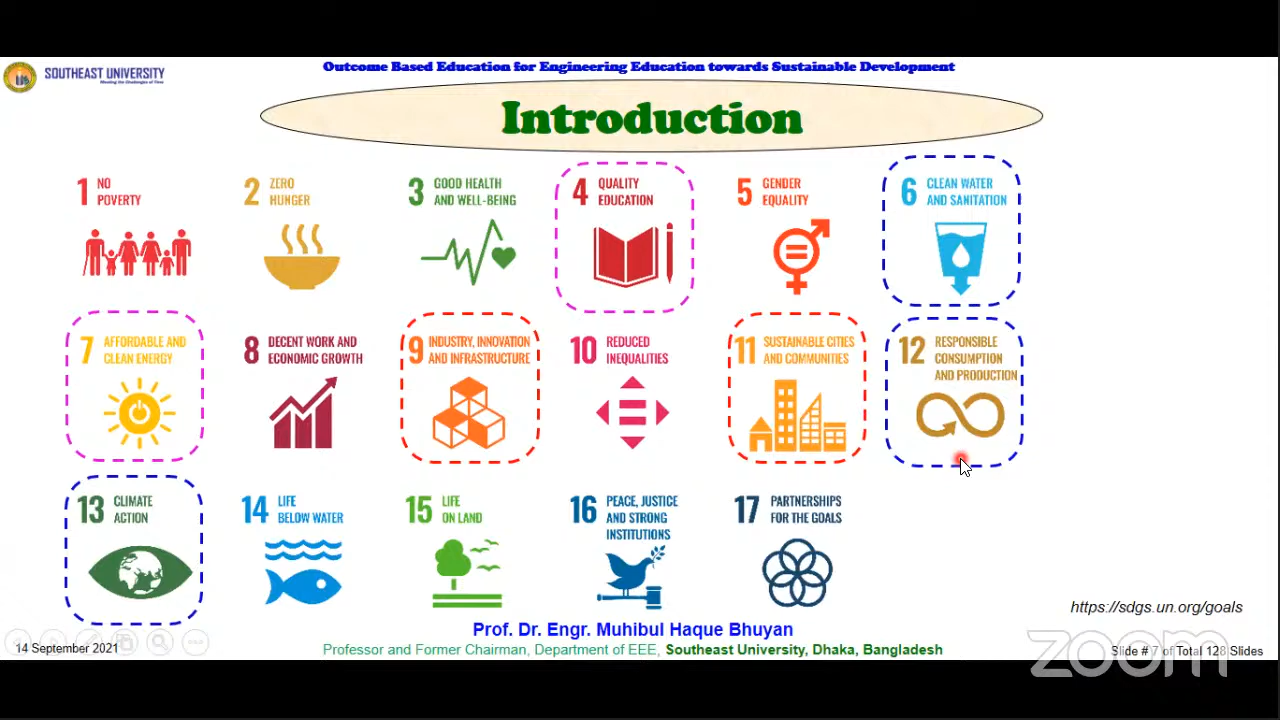 SOUTHEAST UNIVERSITY
Meeting the Challenges of Time
Outcome Based Education for Engineering Education towards Sustainable Development
Introduction
1 NO
POVERTY
2 ZERO
HUNGER
3 GOOD HEALTH
AND WELL-BEING
4 QUALITY
EDUCATION
5 GENDER
EQUALITY
6 CLEAN WATER
AND SANITATION
7 AFFORDABLE AND
CLEAN ENERGY
8 DECENT WORK AND
ECONOMIC GROWTH
9 INDUSTRY, INNOVATION
AND INFRASTRUCTURE
10 REDUCED
INEQUALITIES
11 SUSTAINABLE CITIES
AND COMMUNITIES
12 RESPONSIBLE
CONSUMPTION
AND PRODUCTION
13 CLIMATE
ACTION
14 LIFE
BELOW WATER
15 LIFE
ON LAND
16 PEACE, JUSTICE
AND STRONG
INSTITUTIONS
17 PARTNERSHIPS
FOR THE GOALS
https://sdgs.un.org/goals
Prof. Dr. Engr. Muhibul Haque Bhuyan
14 September 2021
Professor and Former Chairman, Department of EEE, Southeast University, Dhaka, Bangladesh
Slide # 7 of Total 128 Slides
zoom